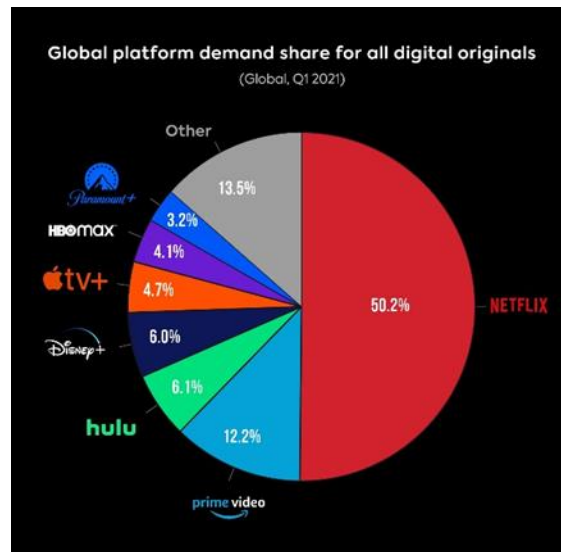 Global platform demand share for all digital originals
(Global, Q1 2021)
Other
13.5%
Paramount+
3.2%
HBOmax
4.1%
tv+
4.7%
50.2%
NETFLIX
Disney+
6.0%
6.1%
hulu
12.2%
prime video